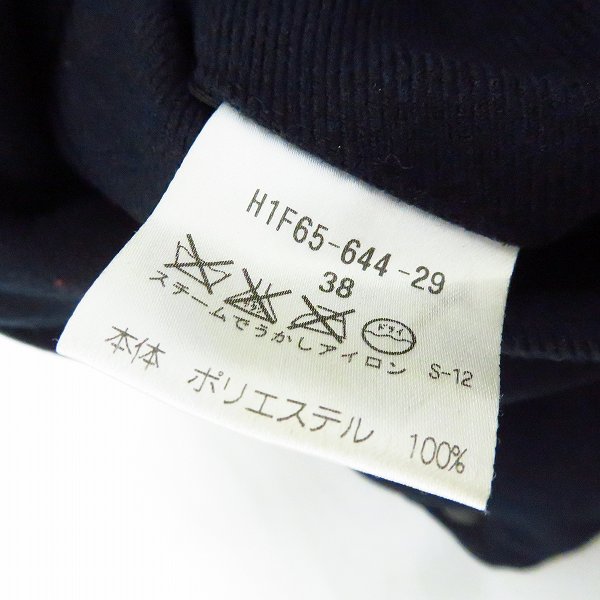 H1F65-644-29
38
ドライ
スチームでうかしアイロン S-12
本体 ポリエステル 100%